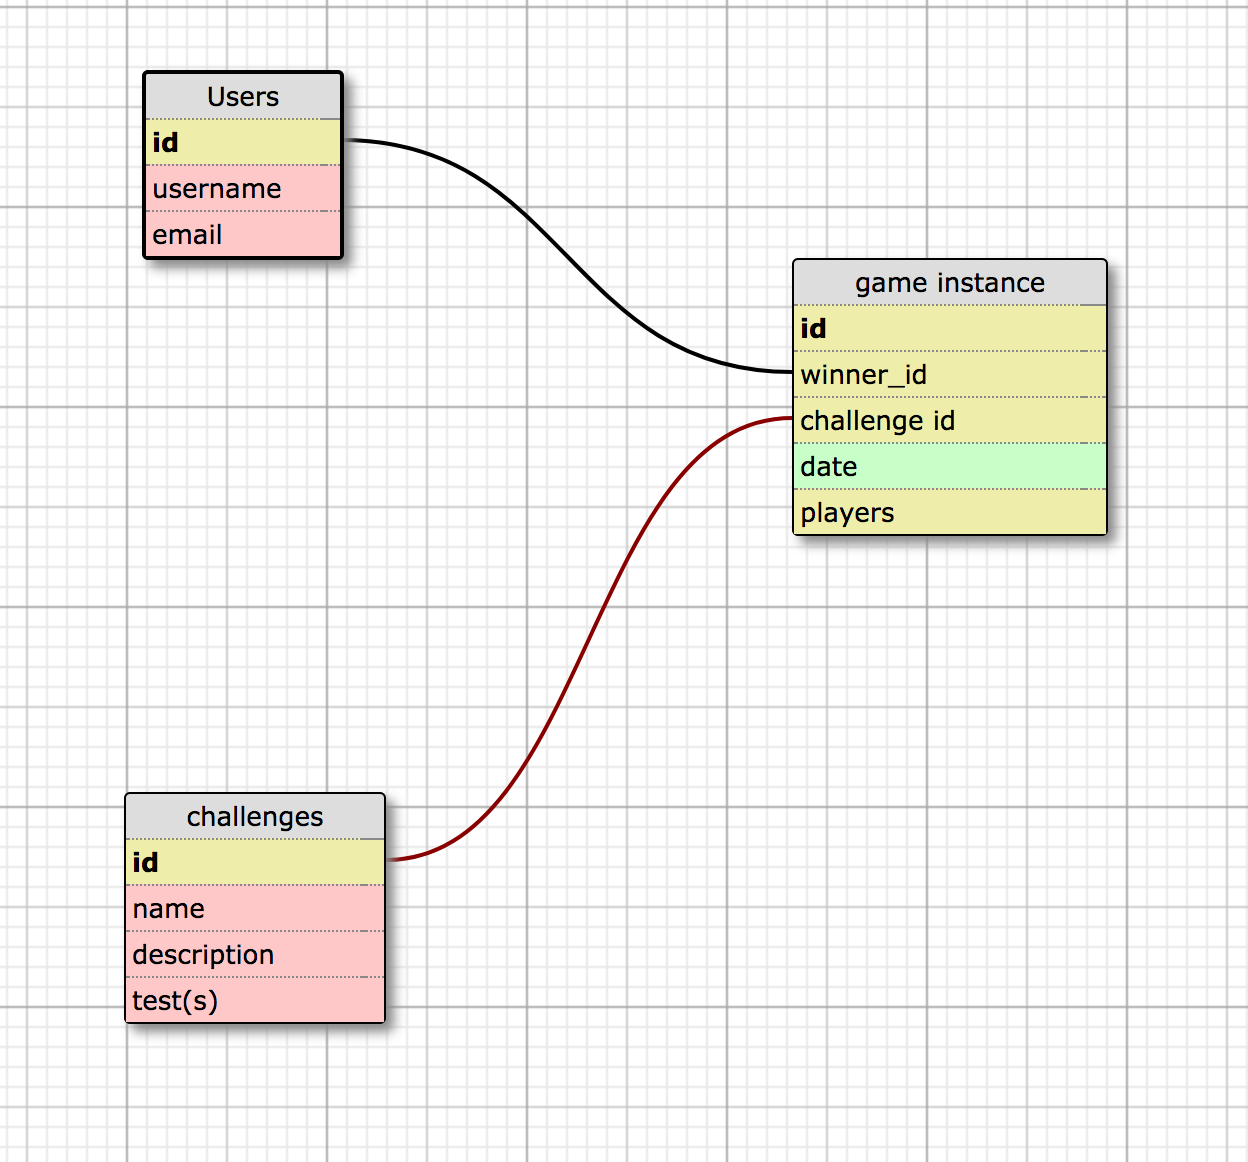 Users
id
username
email
game instance
id
winner_id
challenge id
date
players
challenges
id
name
description
test(s)